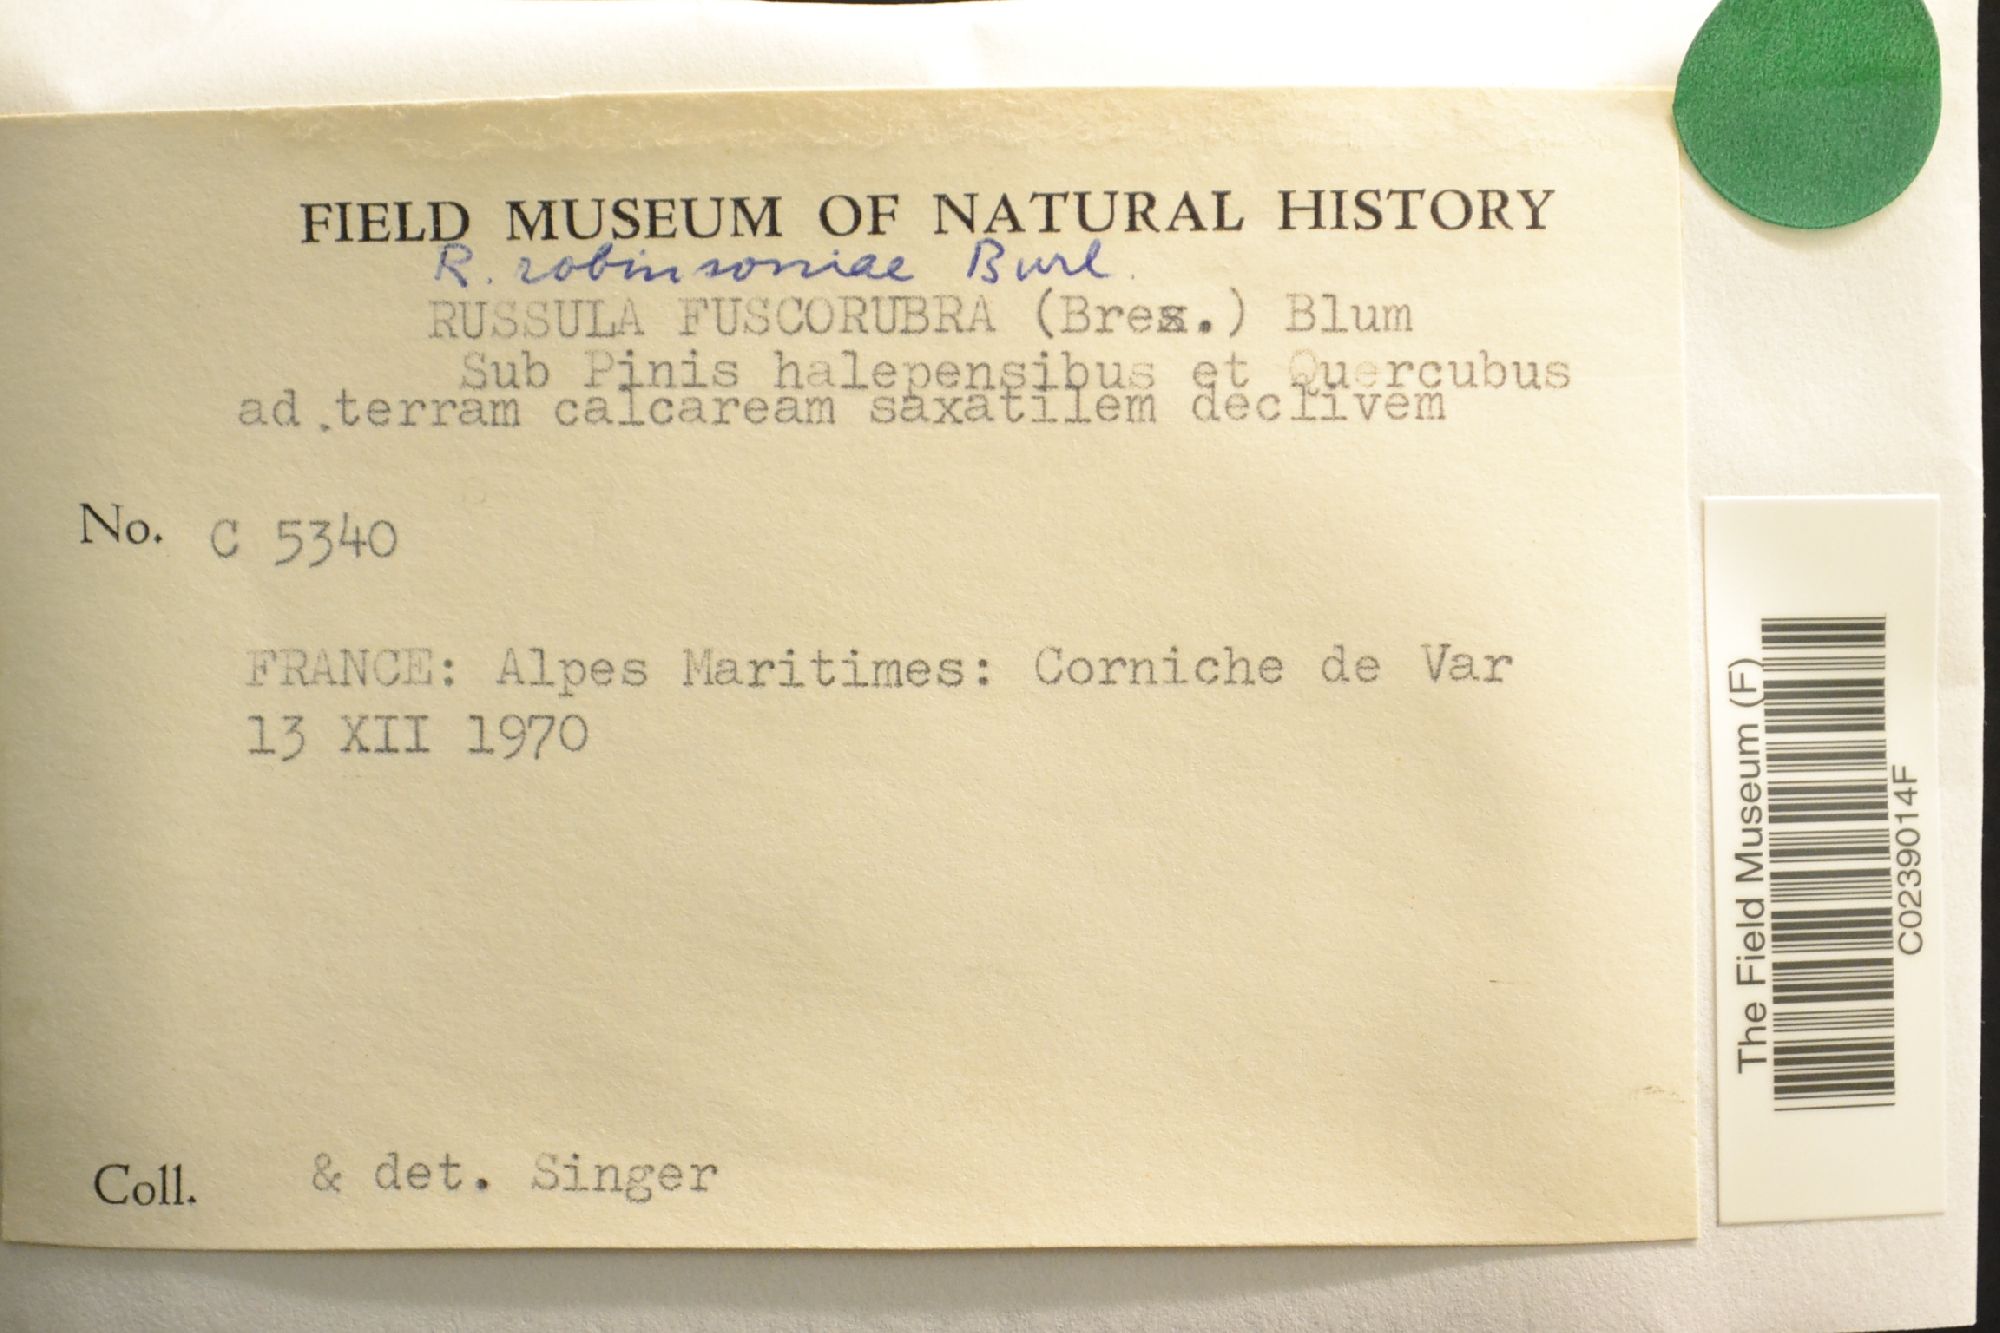 FIELD MUSEUM OF NATURAL HISTORY
R. robinsoniae Burl.
RUSSULA FUSCORUBRA (Bres.) Blum
Sub Pinis halepensibus et Quercubus
ad terram calcaream saxatilem declivem
No. C 5340
FRANCE: Alpes Maritimes: Corniche de Var
13 XII 1970
Coll. & det. Singer
The Field Museum (F)
C0239014F